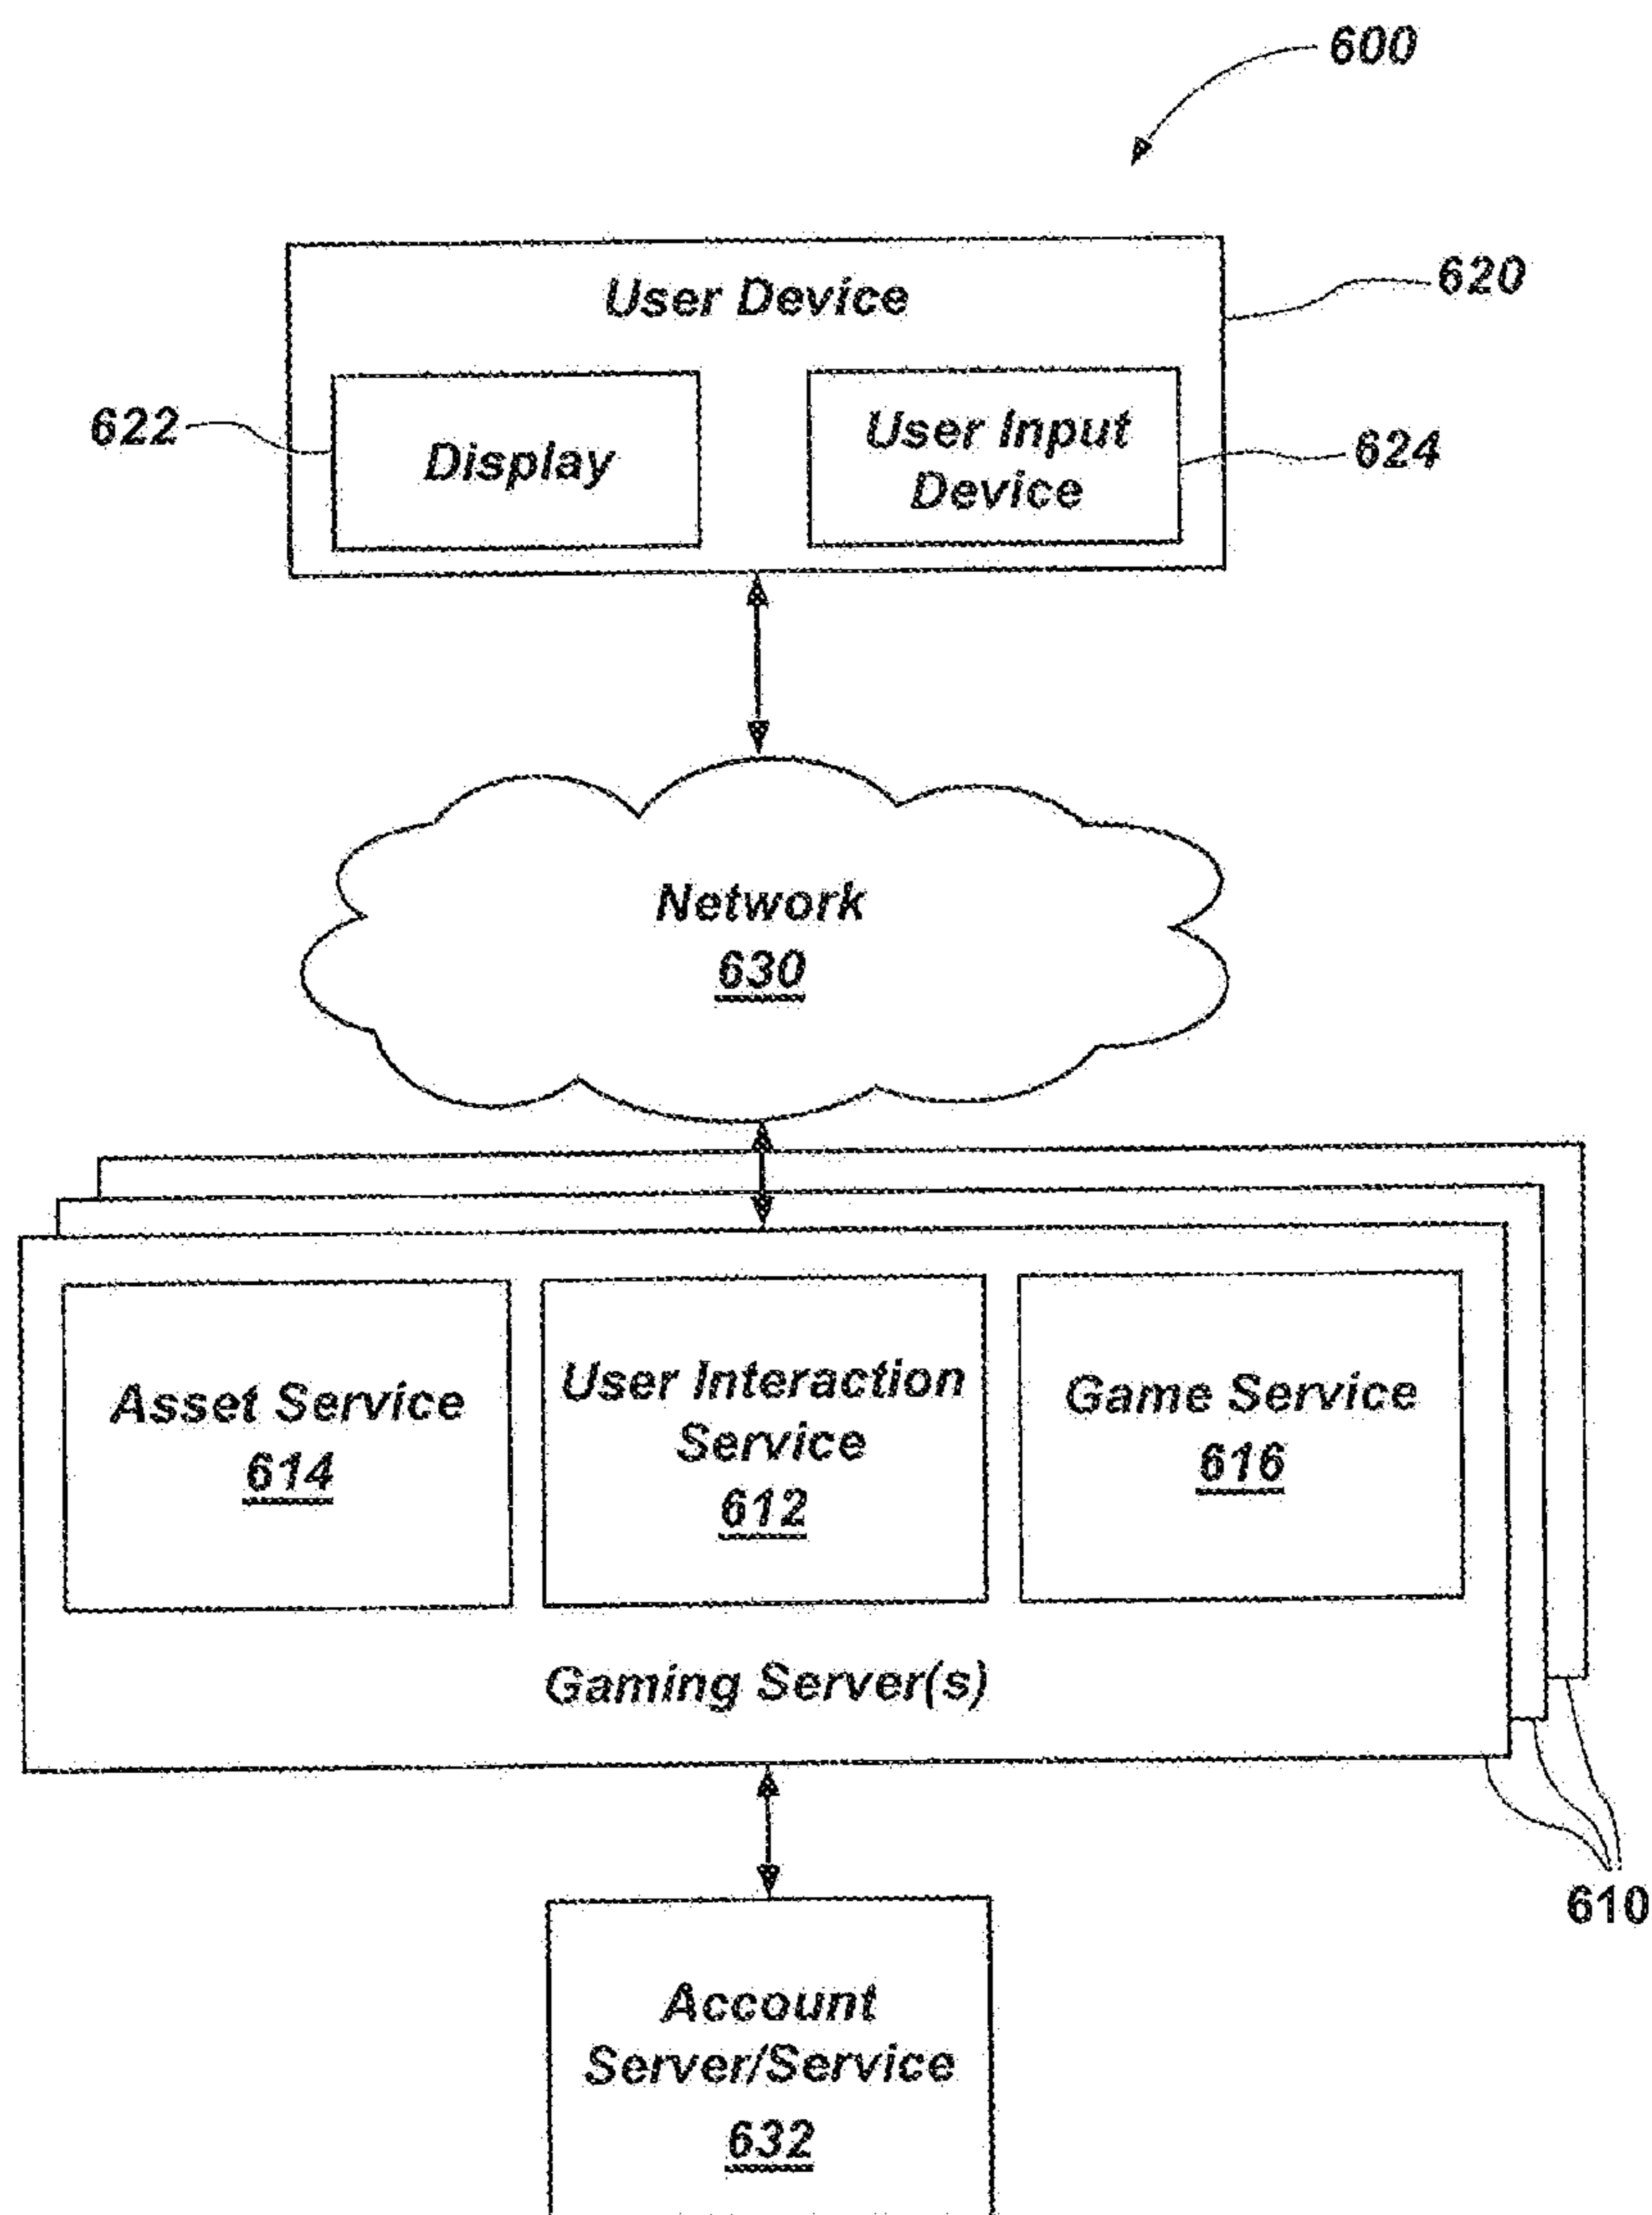 600
User Device
620
622
Display
User Input
Device
624
Network
630
Asset Service
614
User Interaction
Service
612
Game Service
616
Gaming Server(s)
610
Account
Server/Service
632